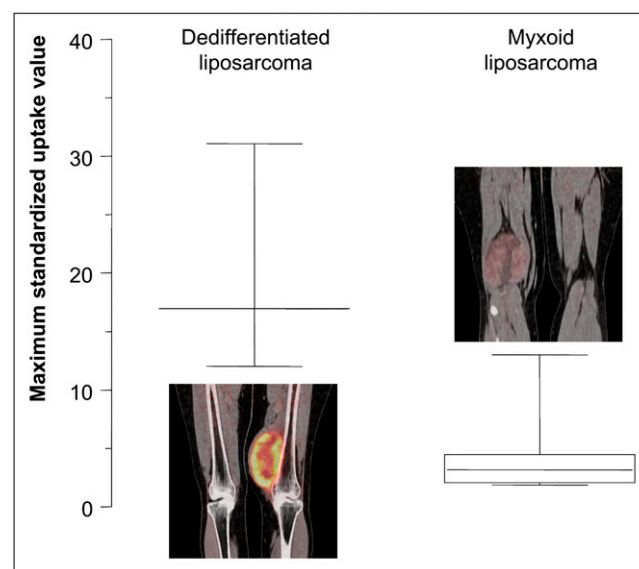 Dedifferentiated
liposarcoma
Myxoid
liposarcoma
Maximum standardized uptake value
40
30
20
10
0